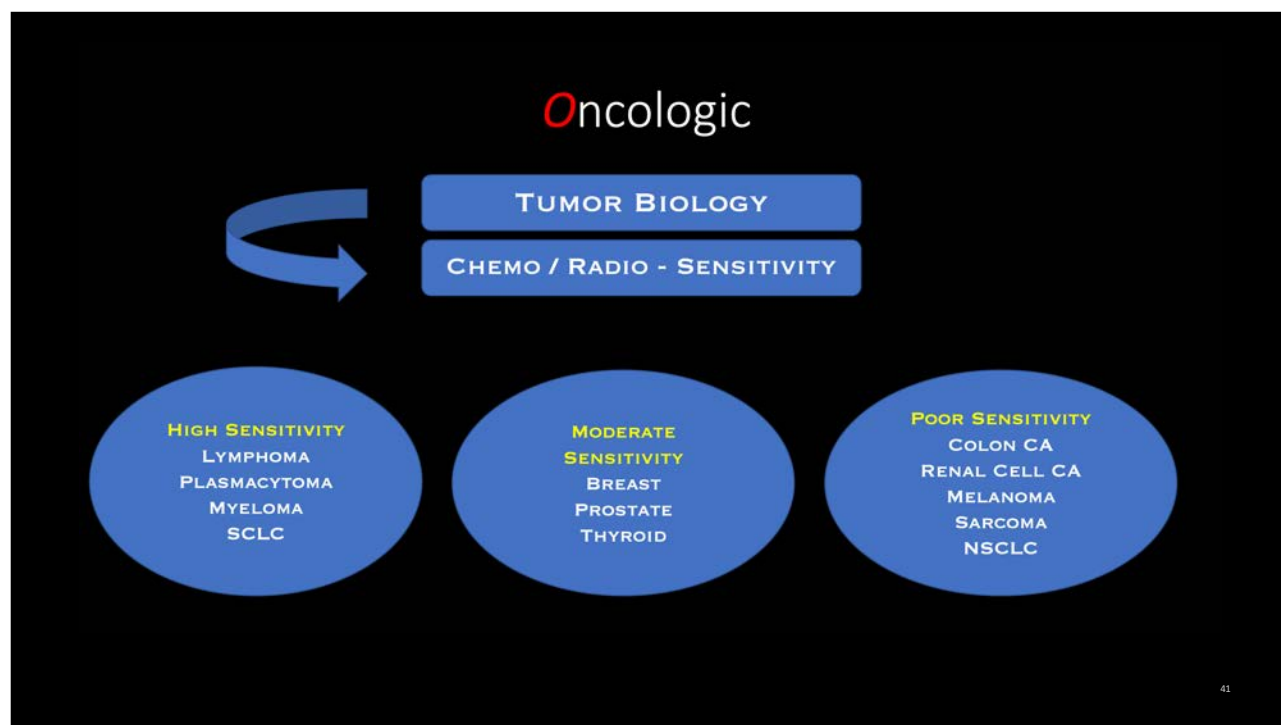 Oncologic
TUMOR BIOLOGY
CHEMO / RADIO - SENSITIVITY
HIGH SENSITIVITY
LYMPHOMA
PLASMACYTOMA
MYELOMA
SCLC
MODERATE
SENSITIVITY
BREAST
PROSTATE
THYROID
POOR SENSITIVITY
COLON CA
RENAL CELL CA
MELANOMA
SARCOMA
NSCLC
41